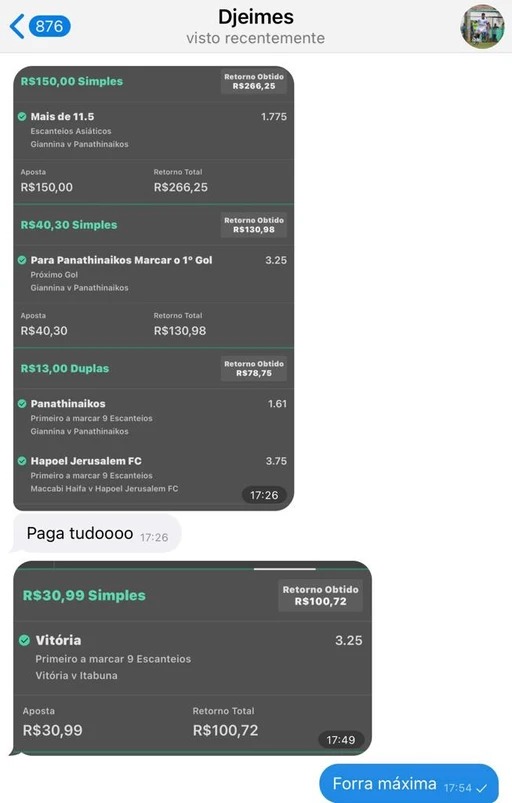 876
Djeimes
visto recentemente
R$150,00 Simples
Retorno Obtido
R$266,25
Mais de 11.5 1.775
Escanteios Asiáticos
Giannina v Panathinaikos
Aposta Retorno Total
R$150,00 R$266,25
R$40,30 Simples
Retorno Obtido
R$130,98
Para Panathinaikos Marcar o 1º Gol 3.25
Próximo Gol
Giannina v Panathinaikos
Aposta Retorno Total
R$40,30 R$130,98
R$13,00 Duplas
Retorno Obtido
R$78,75
Panathinaikos 1.61
Primeiro a marcar 9 Escanteios
Giannina v Panathinaikos
Hapoel Jerusalem FC 3.75
Primeiro a marcar 9 Escanteios
Maccabi Haifa v Hapoel Jerusalem FC
17:26
Paga tudoooo 17:26
R$30,99 Simples
Retorno Obtido
R$100,72
Vitória 3.25
Primeiro a marcar 9 Escanteios
Vitória v Itabuna
Aposta Retorno Total
R$30,99 R$100,72
17:49
Forra máxima 17:54